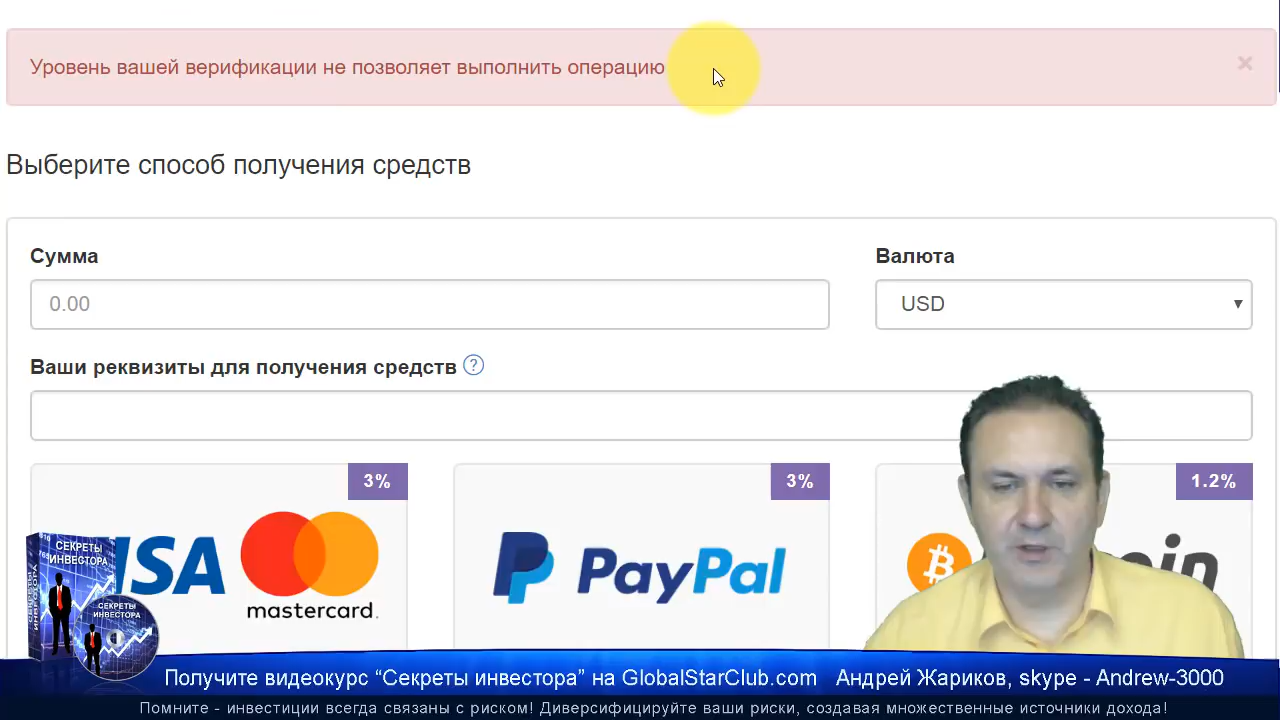 Уровень вашей верификации не позволяет выполнить операцию
×
Выберите способ получения средств
Сумма
Валюта
0.00
USD
Ваши реквизиты для получения средств ?
3%
3%
1.2%
VISA
mastercard.
PayPal
СЕКРЕТЫ
ИНВЕСТОРА
СЕКРЕТЫ
ИНВЕСТОРА
Получите видеокурс “Секреты инвестора” на GlobalStarClub.com Андрей Жариков, skype - Andrew-3000
Помните - инвестиции всегда связаны с риском! Диверсифицируйте ваши риски, создавая множественные источники дохода!